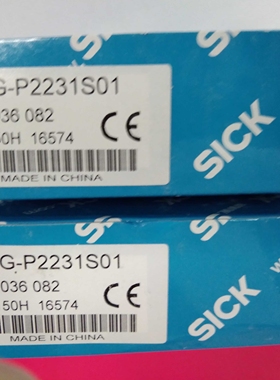 G-P2231S01
036 082
50H 16574
CE
MADE IN CHINA
SICK
G-P2231S01
036 082
50H 16574
CE
MADE IN CHINA
SICK